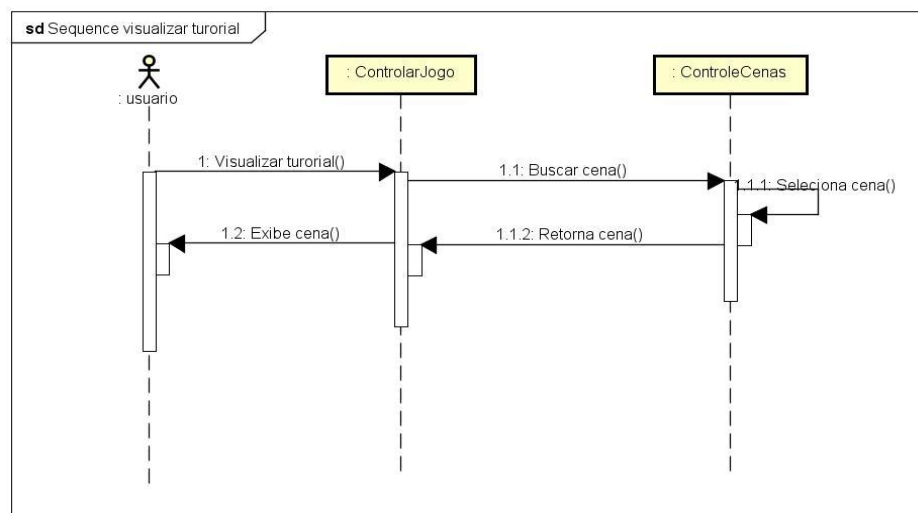 sd Sequence visualizar turorial
: usuario
: ControlarJogo
: ControleCenas
1: Visualizar turorial()
1.1: Buscar cena()
1.1.1: Seleciona cena()
1.2: Exibe cena()
1.1.2: Retorna cena()